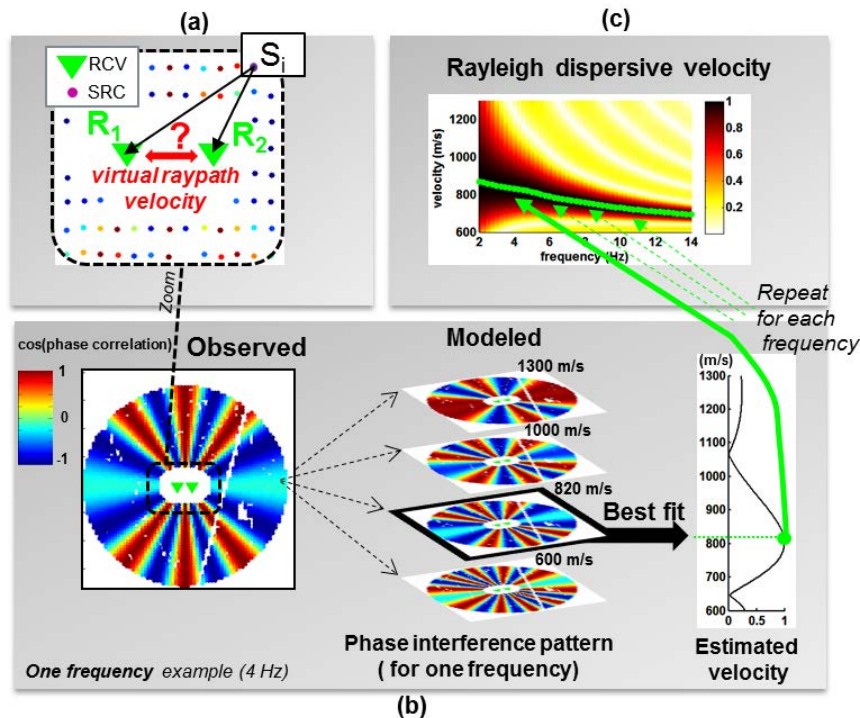 (a)
(c)
RCV
SRC
Si
R1
R2
?
virtual raypath
velocity
Zoom
Rayleigh dispersive velocity
velocity (m/s)
1300
1200
1000
800
600
2
4
6
8
10
12
14
frequency (Hz)
1
0.8
0.6
0.4
0.2
Repeat
for each
frequency
cos(phase correlation)
1
0
-1
Observed
Modeled
1300 m/s
1000 m/s
820 m/s
600 m/s
Best fit
(m/s)
1300
1200
1100
1000
900
800
700
600
0
0.5
1
Phase interference pattern
( for one frequency)
Estimated
velocity
One frequency example (4 Hz)
(b)